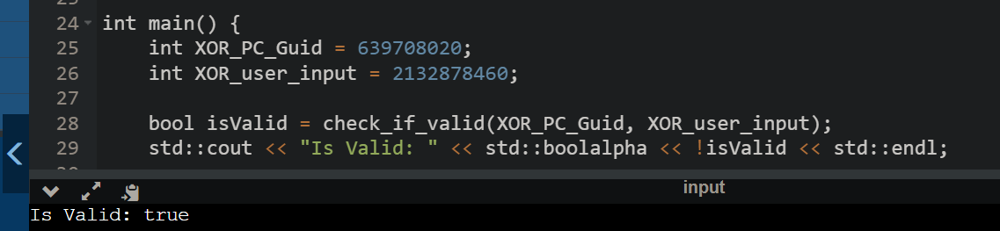 24 int main() {
25 int XOR_PC_Guid = 639708020;
26 int XOR_user_input = 2132878460;
27
28 bool isValid = check_if_valid(XOR_PC_Guid, XOR_user_input);
29 std::cout << "Is Valid: " << std::boolalpha << !isValid << std::endl;
input
Is Valid: true